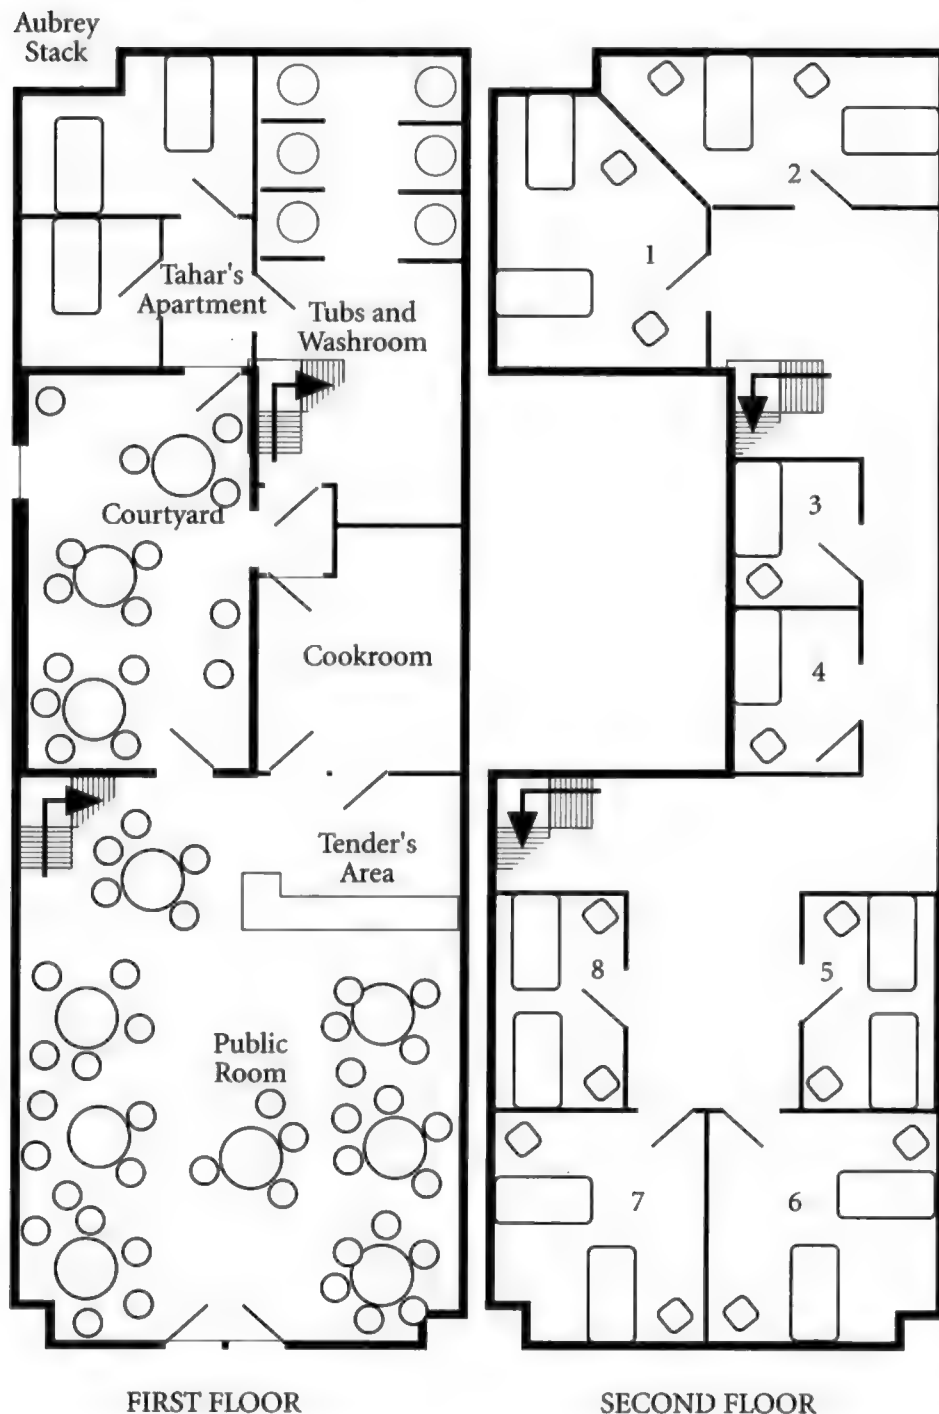 Aubrey
Stack
Tahar's
Apartment
Tubs and
Washroom
Courtyard
Cookroom
Tender's
Area
Public
Room
FIRST FLOOR
1
2
3
4
5
8
7
6
SECOND FLOOR